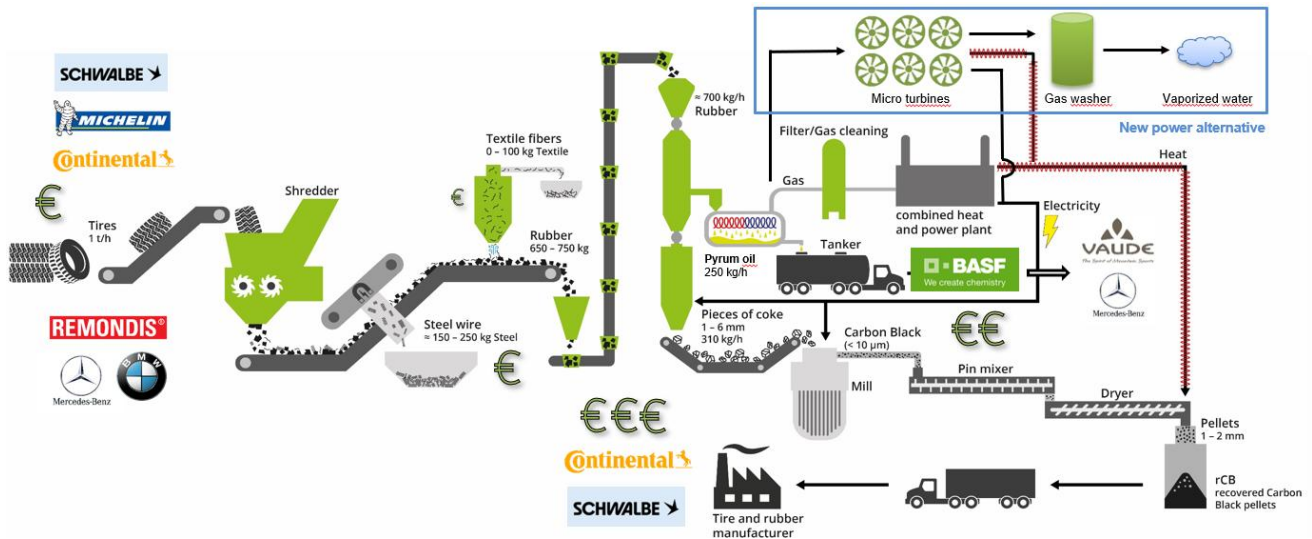 SCHWALBE
MICHELIN
Continental
€
Tires
1 t/h
REMONDIS®
Mercedes-Benz
BMW
Shredder
Textile fibers
0 – 100 kg Textile
€
Rubber
650 – 750 kg
Steel wire
≈ 150 – 250 kg Steel
€
≈ 700 kg/h
Rubber
Filter/Gas cleaning
Gas
Pyrum oil
250 kg/h
Tanker
combined heat
and power plant
Micro turbines
Gas washer
Vaporized water
New power alternative
Heat
Electricity
BASF
We create chemistry
VAUDE
The Spirit of Mountain Sports
Mercedes-Benz
€€
Pieces of coke
1 – 6 mm
310 kg/h
Carbon Black
(< 10 µm)
Mill
Pin mixer
Dryer
Pellets
1 – 2 mm
rCB
recovered Carbon
Black pellets
€€€
Continental
SCHWALBE
Tire and rubber
manufacturer